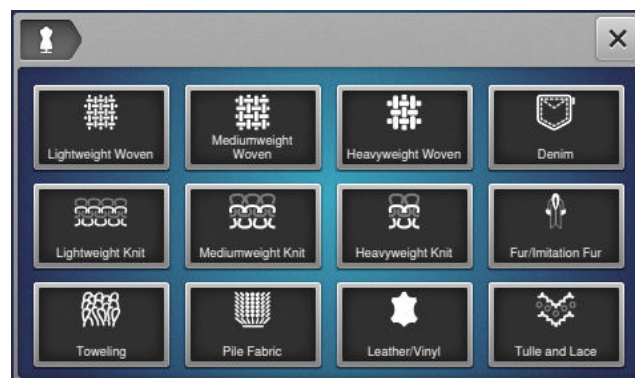 Lightweight Woven
Mediumweight
Woven
Heavyweight Woven
Denim
Lightweight Knit
Mediumweight Knit
Heavyweight Knit
Fur/Imitation Fur
Toweling
Pile Fabric
Leather/Vinyl
Tulle and Lace